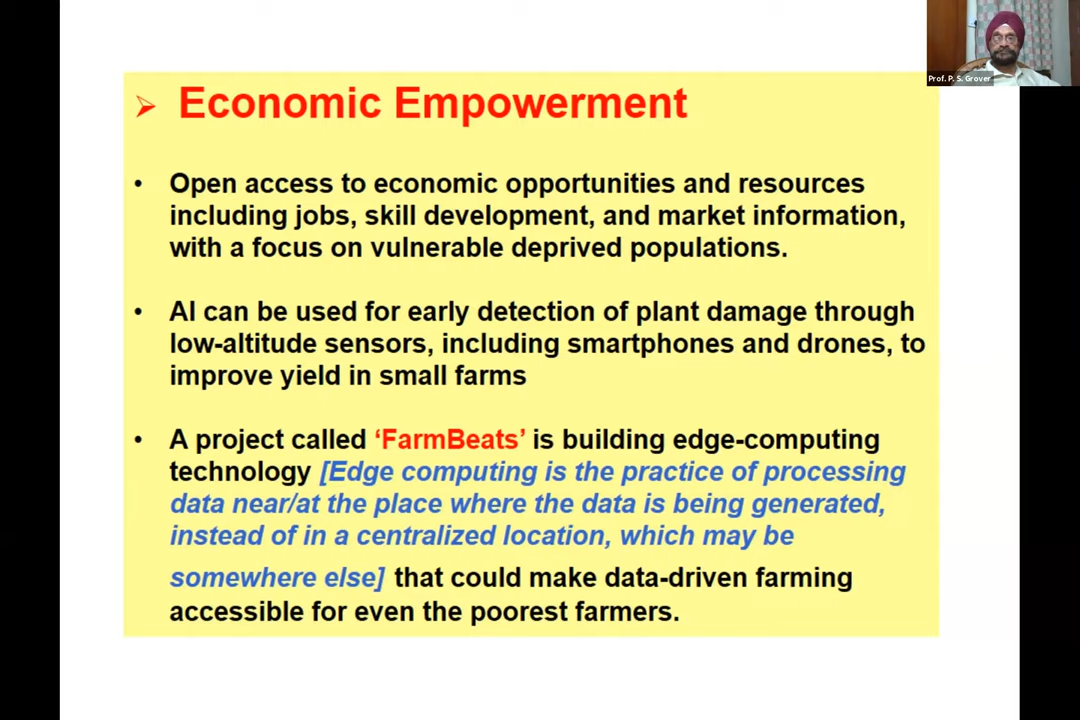 Prof. P. S. Grover
➢ Economic Empowerment
• Open access to economic opportunities and resources
including jobs, skill development, and market information,
with a focus on vulnerable deprived populations.
• AI can be used for early detection of plant damage through
low-altitude sensors, including smartphones and drones, to
improve yield in small farms
• A project called ‘FarmBeats’ is building edge-computing
technology [Edge computing is the practice of processing
data near/at the place where the data is being generated,
instead of in a centralized location, which may be
somewhere else] that could make data-driven farming
accessible for even the poorest farmers.